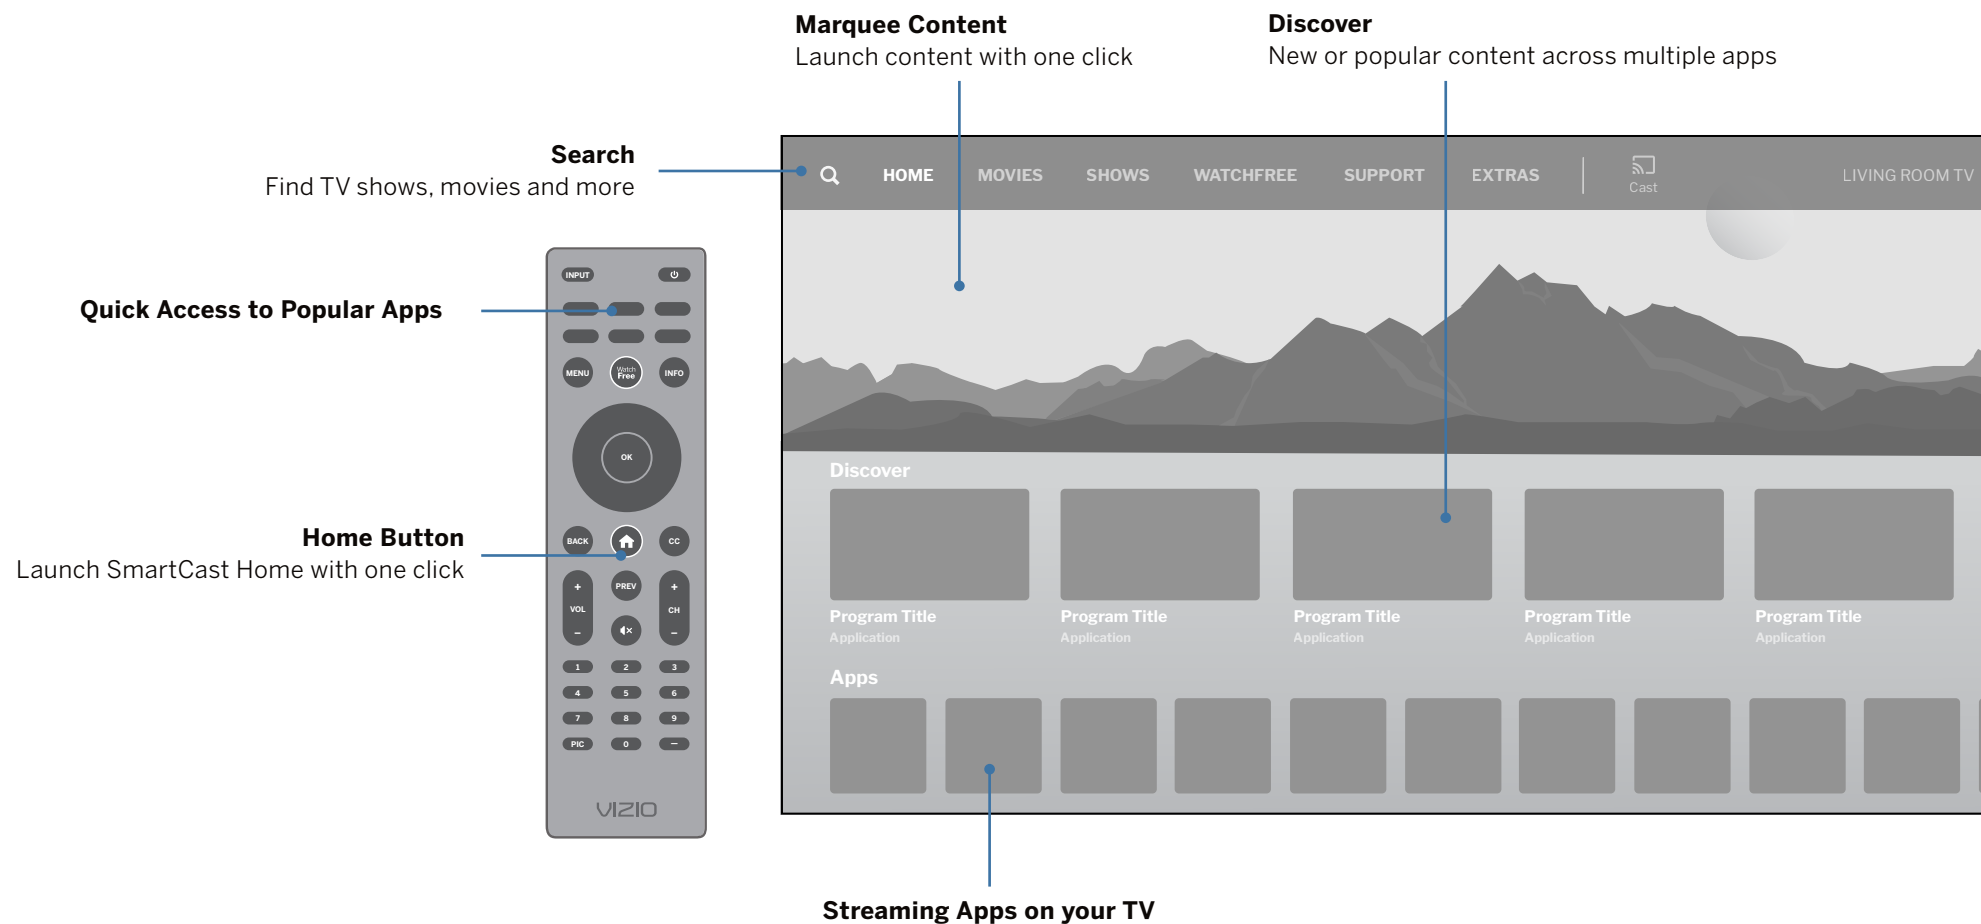 Marquee Content
Launch content with one click
Discover
New or popular content across multiple apps
Search
Find TV shows, movies and more
Quick Access to Popular Apps
Home Button
Launch SmartCast Home with one click
INPUT
MENU
Watch
Free
INFO
OK
BACK
CC
+
PREV
+
VOL
CH
–
–
1 2 3
4 5 6
7 8 9
PIC 0 –
VIZIO
HOME MOVIES SHOWS WATCHFREE SUPPORT EXTRAS
Cast
LIVING ROOM TV
Discover
Program Title Program Title Program Title Program Title Program Title
Application Application Application Application Application
Apps
Streaming Apps on your TV